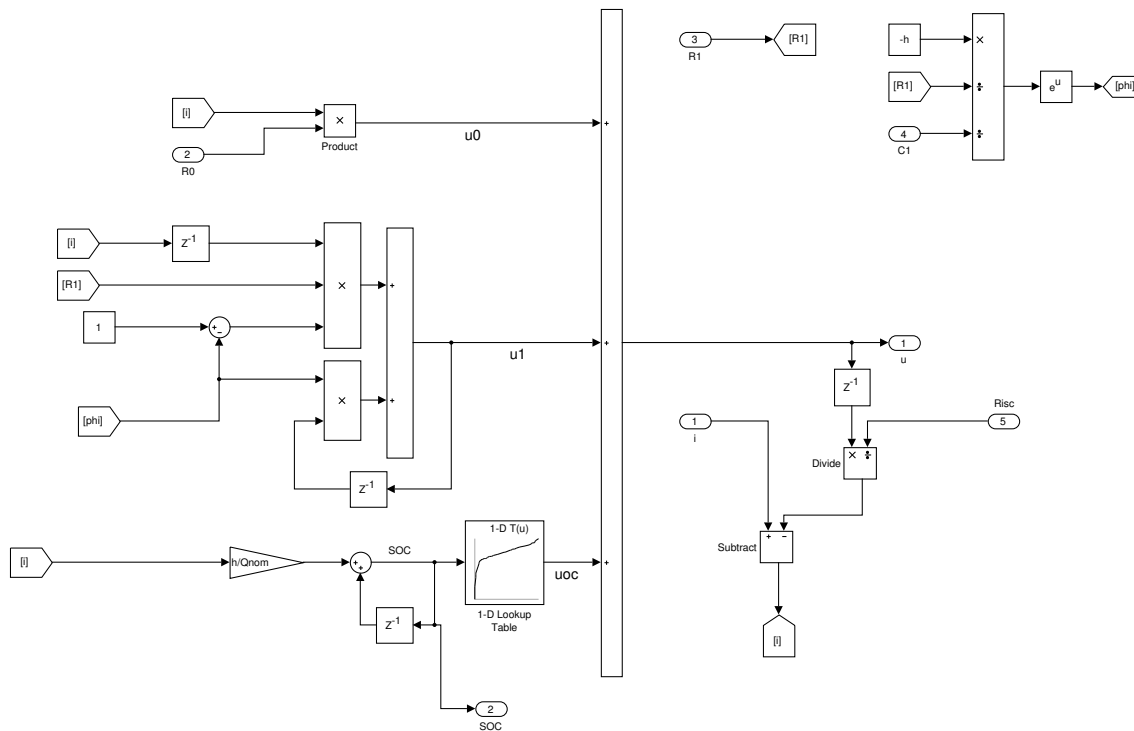 3
R1
[R1]
-h
×
[R1]
÷
e^u
[phi]
4
C1
÷
[i]
×
Product
2
R0
u0
+
[i]
Z^-1
[R1]
×
+
1
+
−
[phi]
×
+
Z^-1
u1
+
1
u
Z^-1
1
i
Risc
5
Divide
×
÷
Subtract
+
−
[i]
[i]
h/Qnom
+
+
SOC
Z^-1
1-D T(u)
1-D Lookup
Table
uoc
+
2
SOC